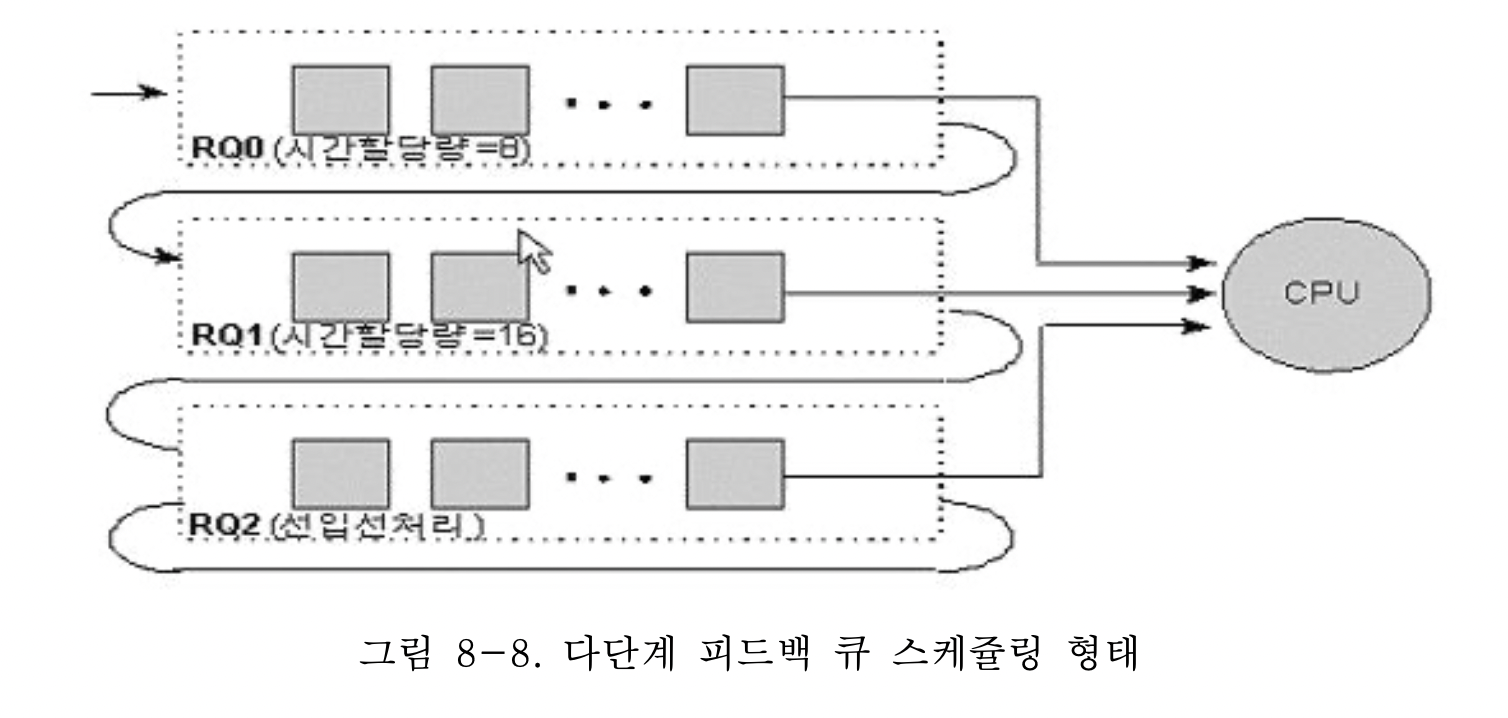 RQ0 (시간할당량=8)
RQ1 (시간할당량=16)
CPU
RQ2 (선입선처리)
그림 8-8. 다단계 피드백 큐 스케쥴링 형태